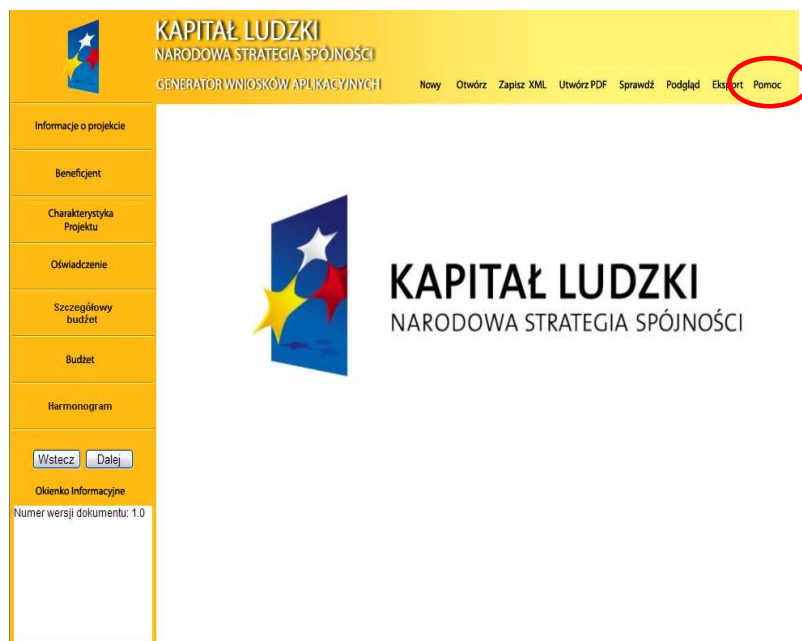 KAPITAŁ LUDZKI
NARODOWA STRATEGIA SPÓJNOŚCI
GENERATOR WNIOSKÓW APLIKACYJNYCH
Nowy Otwórz Zapisz XML Utwórz PDF Sprawdź Podgląd Eksport Pomoc
Informacje o projekcie
Beneficjent
Charakterystyka
Projektu
Oświadczenie
Szczegółowy
budżet
Budżet
Harmonogram
Wstecz Dalej
Okienko Informacyjne
Numer wersji dokumentu: 1.0
KAPITAŁ LUDZKI
NARODOWA STRATEGIA SPÓJNOŚCI